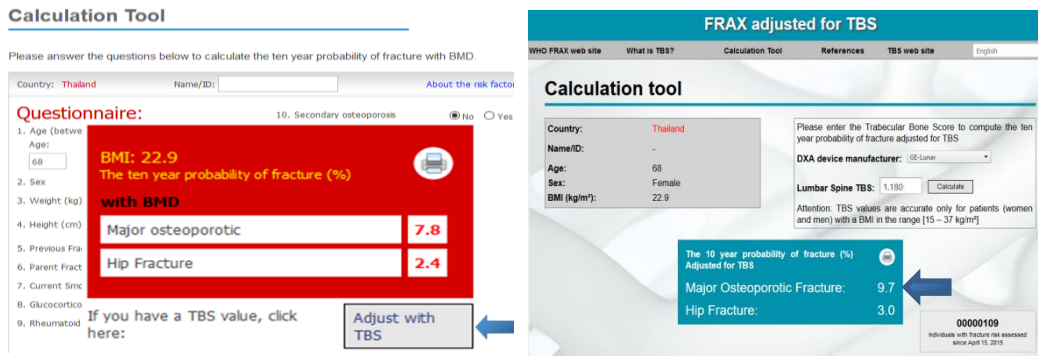 Calculation Tool
Please answer the questions below to calculate the ten year probability of fracture with BMD.
Country: Thailand
Name/ID:
About the risk factor
Questionnaire:
10. Secondary osteoporosis
No
Yes
1. Age (betwe
Age:
68
2. Sex
3. Weight (kg)
4. Height (cm)
5. Previous Fra
6. Parent Fract
7. Current Smo
8. Glucocortico
9. Rheumatoid
BMI: 22.9
The ten year probability of fracture (%)
with BMD
Major osteoporotic 7.8
Hip Fracture 2.4
If you have a TBS value, click
here:
Adjust with
TBS
FRAX adjusted for TBS
WHO FRAX web site
What is TBS?
Calculation Tool
References
TBS web site
English
Calculation tool
Country: Thailand
Name/ID: -
Age: 68
Sex: Female
BMI (kg/m²): 22.9
Please enter the Trabecular Bone Score to compute the ten
year probability of fracture adjusted for TBS
DXA device manufacturer: GE-Lunar
Lumbar Spine TBS: 1.180 Calculate
Attention: TBS values are accurate only for patients (women
and men) with a BMI in the range [15 – 37 kg/m²]
The 10 year probability of fracture (%)
Adjusted for TBS
Major Osteoporotic Fracture: 9.7
Hip Fracture: 3.0
00000109
Individuals with fracture risk assessed
since April 15, 2015